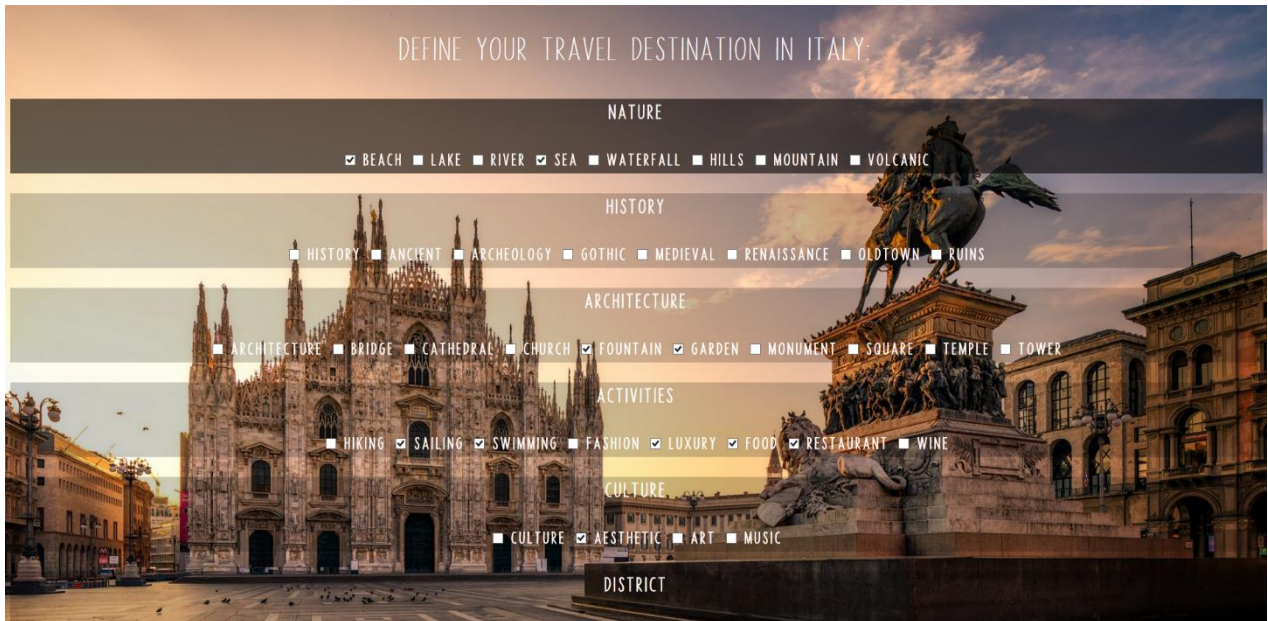 DEFINE YOUR TRAVEL DESTINATION IN ITALY:
NATURE
BEACH LAKE RIVER SEA WATERFALL HILLS MOUNTAIN VOLCANIC
HISTORY
HISTORY ANCIENT ARCHEOLOGY GOTHIC MEDIEVAL RENAISSANCE OLDTOWN RUINS
ARCHITECTURE
ARCHITECTURE BRIDGE CATHEDRAL CHURCH FOUNTAIN GARDEN MONUMENT SQUARE TEMPLE TOWER
ACTIVITIES
HIKING SAILING SWIMMING FASHION LUXURY FOOD RESTAURANT WINE
CULTURE
CULTURE AESTHETIC ART MUSIC
DISTRICT